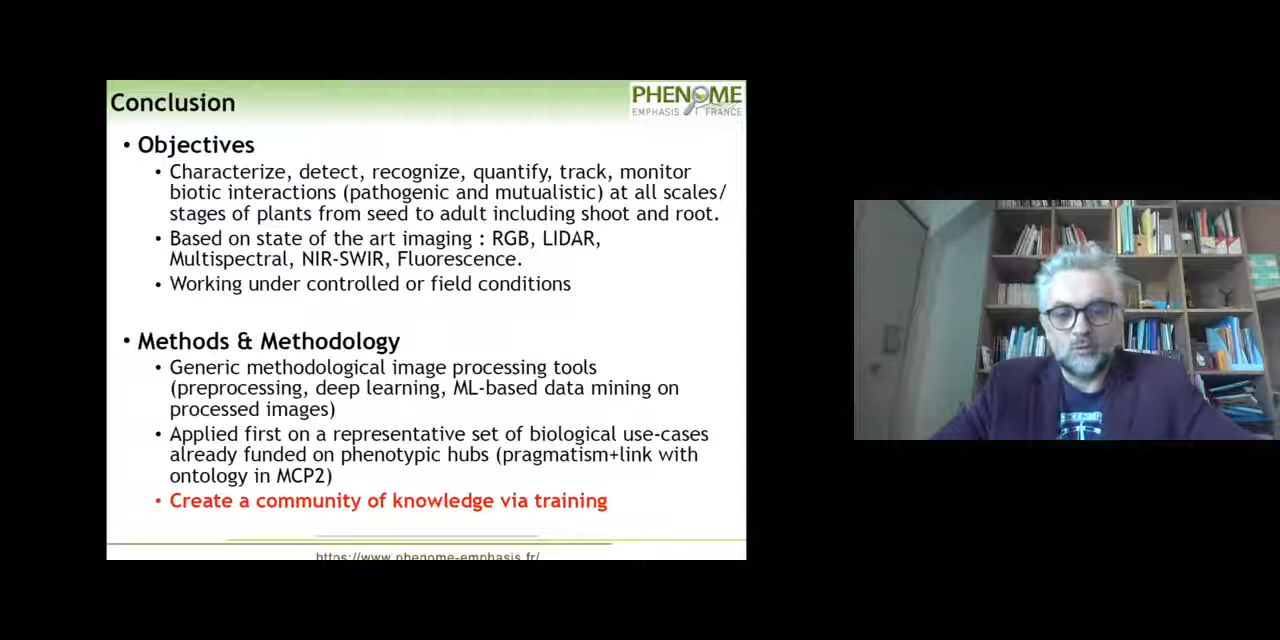 Conclusion
PHENOME
EMPHASIS FRANCE
• Objectives
• Characterize, detect, recognize, quantify, track, monitor
biotic interactions (pathogenic and mutualistic) at all scales/
stages of plants from seed to adult including shoot and root.
• Based on state of the art imaging : RGB, LIDAR,
Multispectral, NIR-SWIR, Fluorescence.
• Working under controlled or field conditions
• Methods & Methodology
• Generic methodological image processing tools
(preprocessing, deep learning, ML-based data mining on
processed images)
• Applied first on a representative set of biological use-cases
already funded on phenotypic hubs (pragmatism+link with
ontology in MCP2)
• Create a community of knowledge via training
https://www.phenome-emphasis.fr/